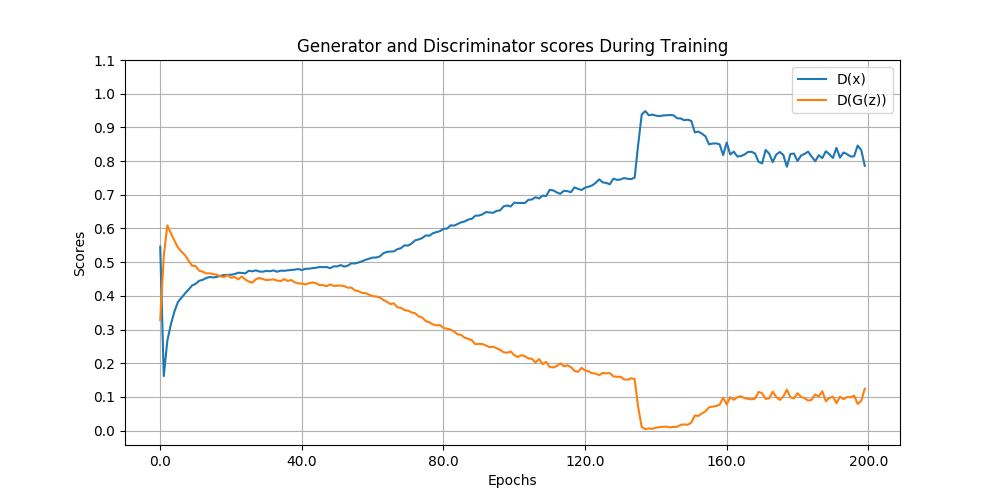 Generator and Discriminator scores During Training
1.1
1.0
0.9
0.8
0.7
0.6
0.5
0.4
0.3
0.2
0.1
0.0
Scores
D(x)
D(G(z))
0.0 40.0 80.0 120.0 160.0 200.0
Epochs